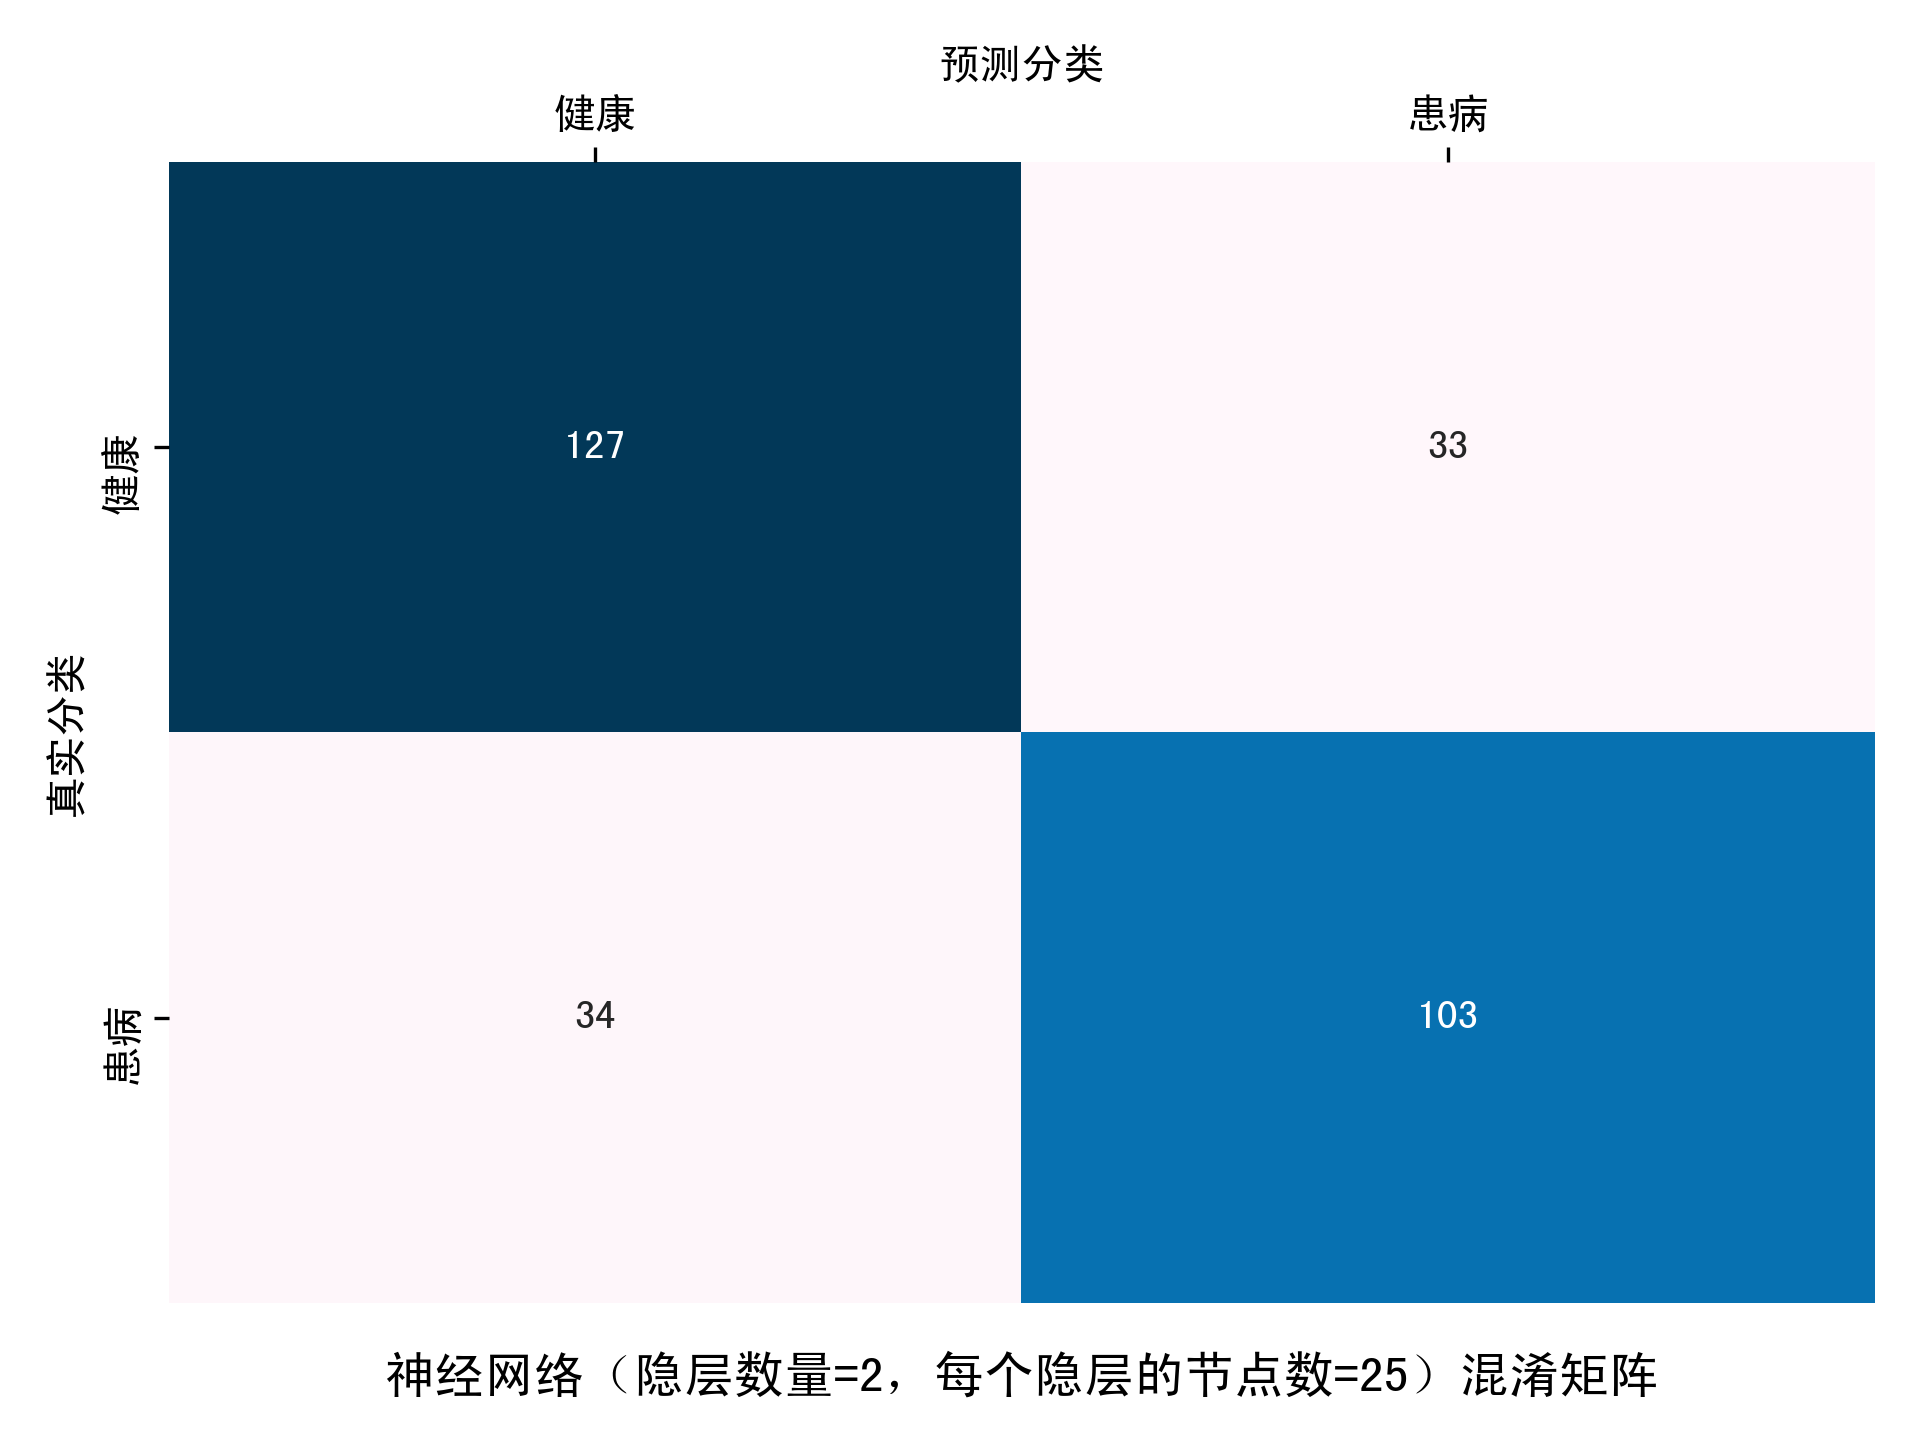 预测分类
健康 患病
健康
127 33
真实分类
患病
34 103
神经网络（隐层数量=2，每个隐层的节点数=25）混淆矩阵